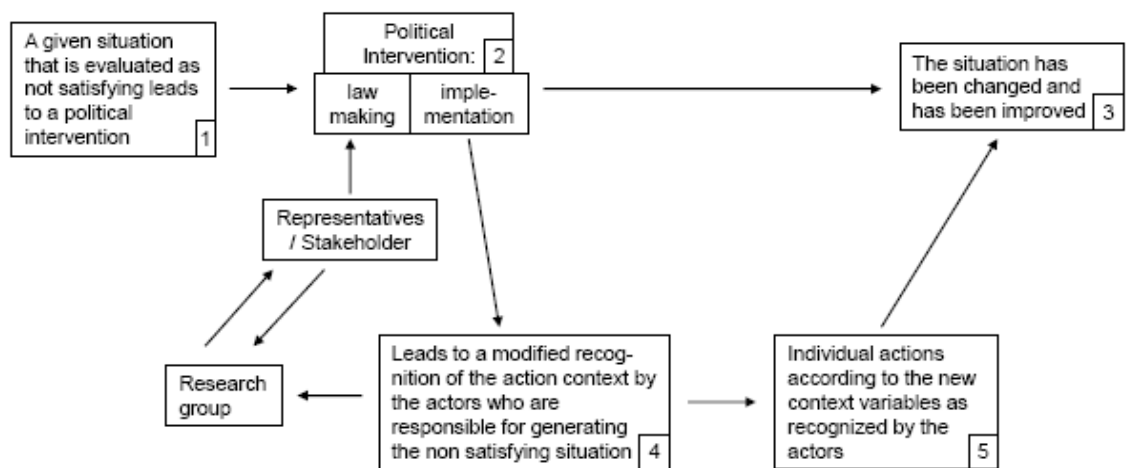 A given situation
that is evaluated as
not satisfying leads
to a political
intervention
1
Political
Intervention:
2
law
making
imple-
mentation
The situation has
been changed and
has been improved
3
Representatives
/ Stakeholder
Research
group
Leads to a modified recog-
nition of the action context by
the actors who are
responsible for generating
the non satisfying situation
4
Individual actions
according to the new
context variables as
recognized by the
actors
5